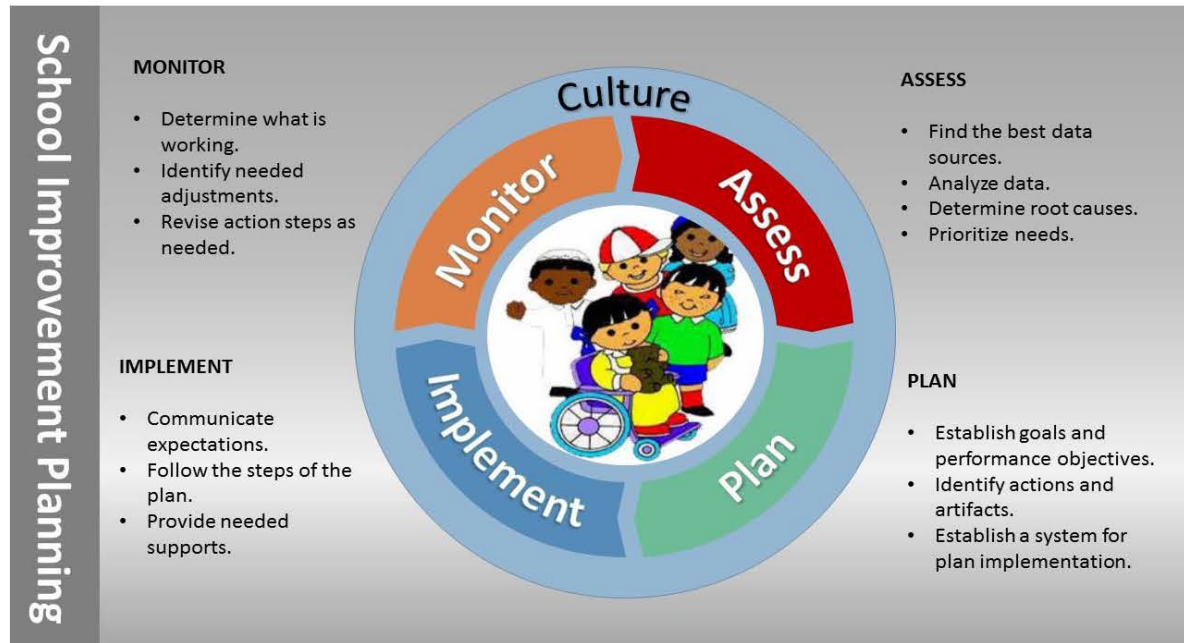 School Improvement Planning
MONITOR
• Determine what is
working.
• Identify needed
adjustments.
• Revise action steps as
needed.
IMPLEMENT
• Communicate
expectations.
• Follow the steps of the
plan.
• Provide needed
supports.
Culture
Monitor
Assess
Implement
Plan
ASSESS
• Find the best data
sources.
• Analyze data.
• Determine root causes.
• Prioritize needs.
PLAN
• Establish goals and
performance objectives.
• Identify actions and
artifacts.
• Establish a system for
plan implementation.